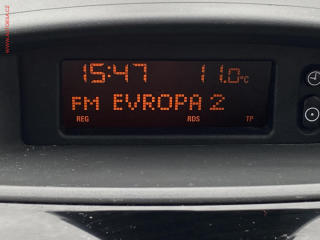 15:47 11.0°C
FM EVROPA 2
REG RDS TP